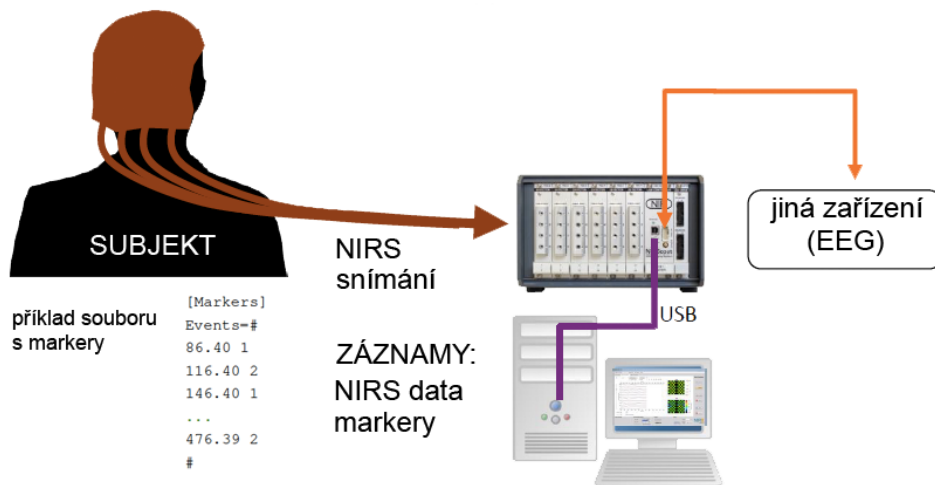 SUBJEKT
NIRS
snímání
jiná zařízení
(EEG)
USB
příklad souboru
s markery
[Markers]
Events=#
86.40 1
116.40 2
146.40 1
...
476.39 2
#
ZÁZNAMY:
NIRS data
markery